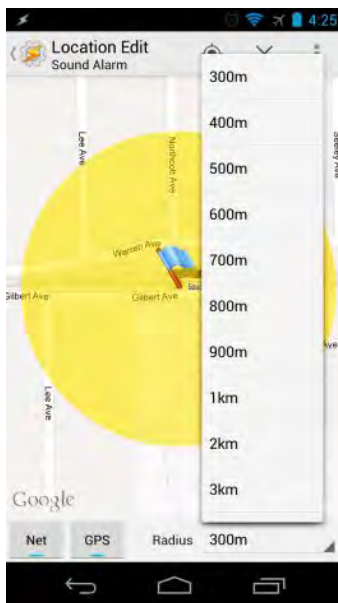 4:25
Location Edit
Sound Alarm
300m
400m
500m
600m
700m
800m
900m
1km
2km
3km
Lee Ave
Northcott Ave
Warren Ave
Gilbert Ave
Gilbert Ave
Lee Ave
Google
Net
GPS
Radius
300m